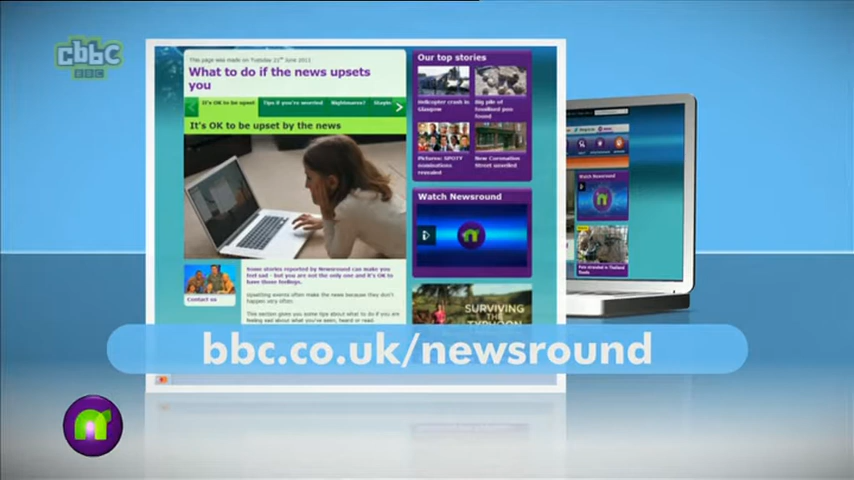 cbbc
BBC
This page was made on Tuesday 21st June 2011
What to do if the news upsets
you
It's OK to be upset
Tips if you're worried
Nightmares?
It's OK to be upset by the news
Some stories reported by Newsround can make you
feel sad - but you are not the only one and it's OK to
have those feelings.
Upsetting events often make the news because they don't
happen very often.
This section gives you some tips about what to do if you are
feeling sad about what you've seen, heard or read.
Contact us
Our top stories
Helicopter crash in
Glasgow
Big pile of
fossilised poo
found
Pictures: SPOTY
nominations
revealed
New Coronation
Street unveiled
Watch Newsround
SURVIVING
THE
TYPHOON
Watch Newsround
bbc.co.uk/newsround